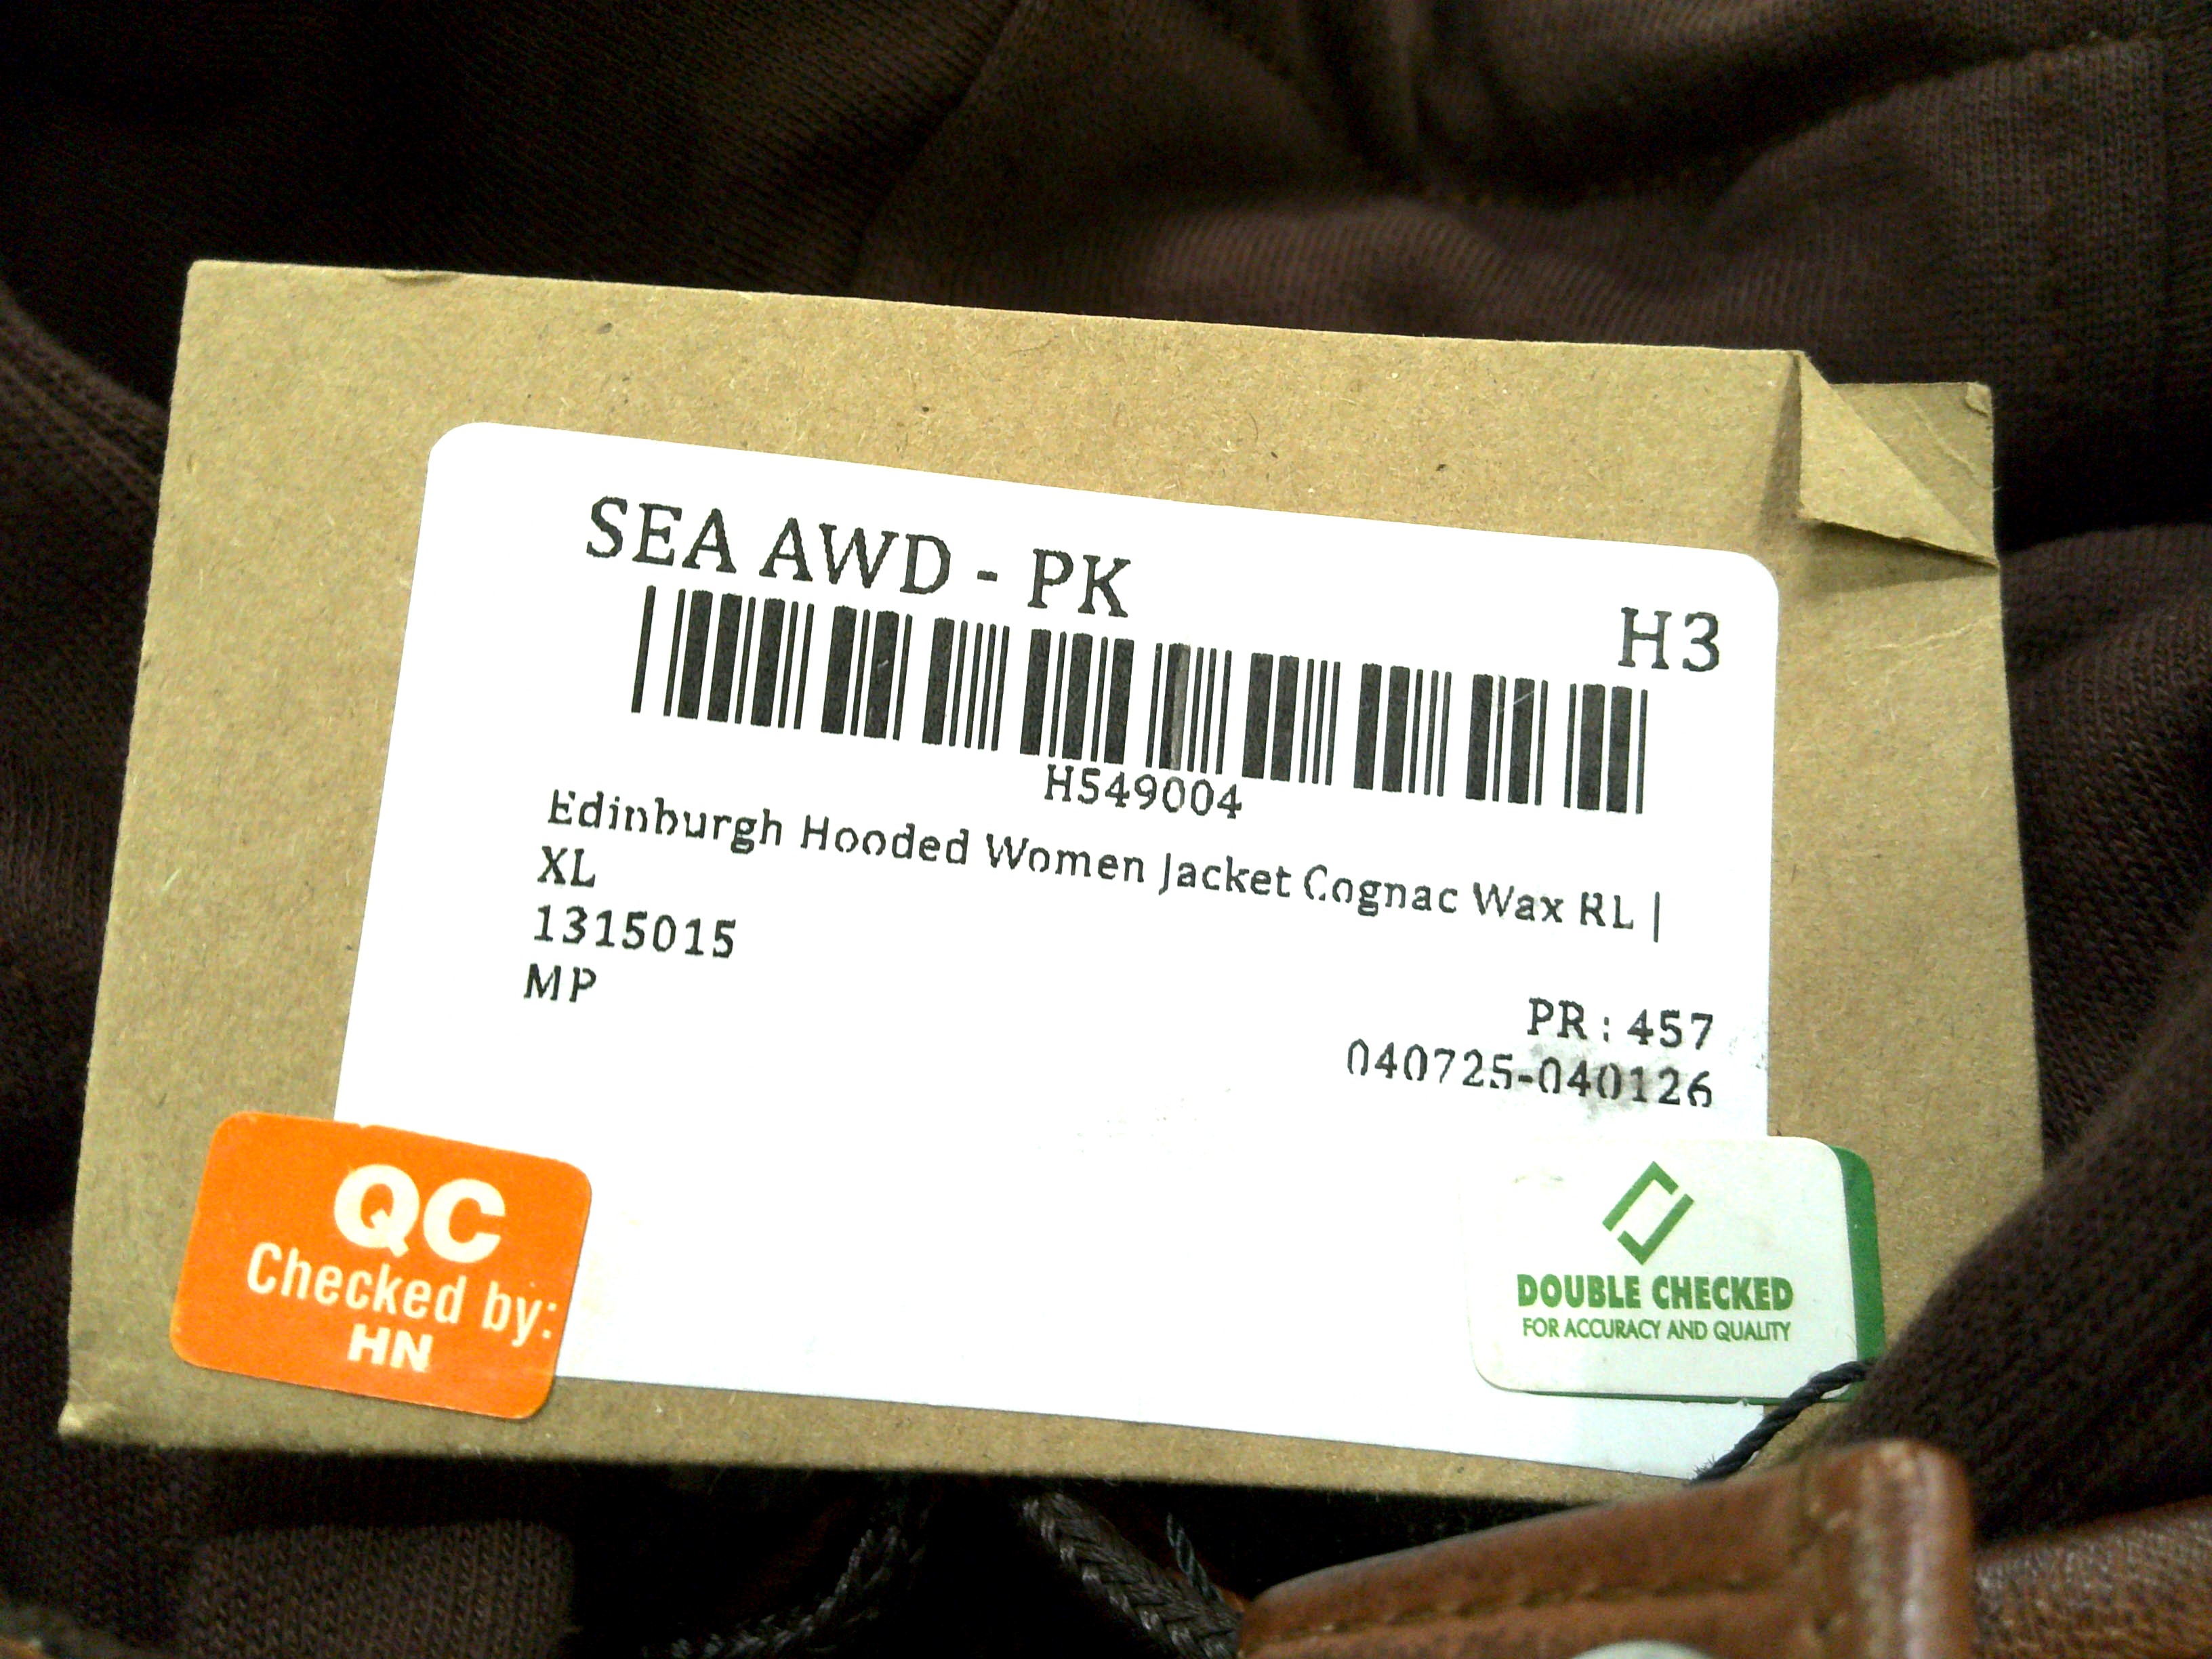 SEA AWD - PK
H3
H549004
Edinburgh Hooded Women Jacket Cognac Wax RL |
XL
1315015
MP
PR : 457
040725-040126
QC
Checked by:
HN
DOUBLE CHECKED
FOR ACCURACY AND QUALITY